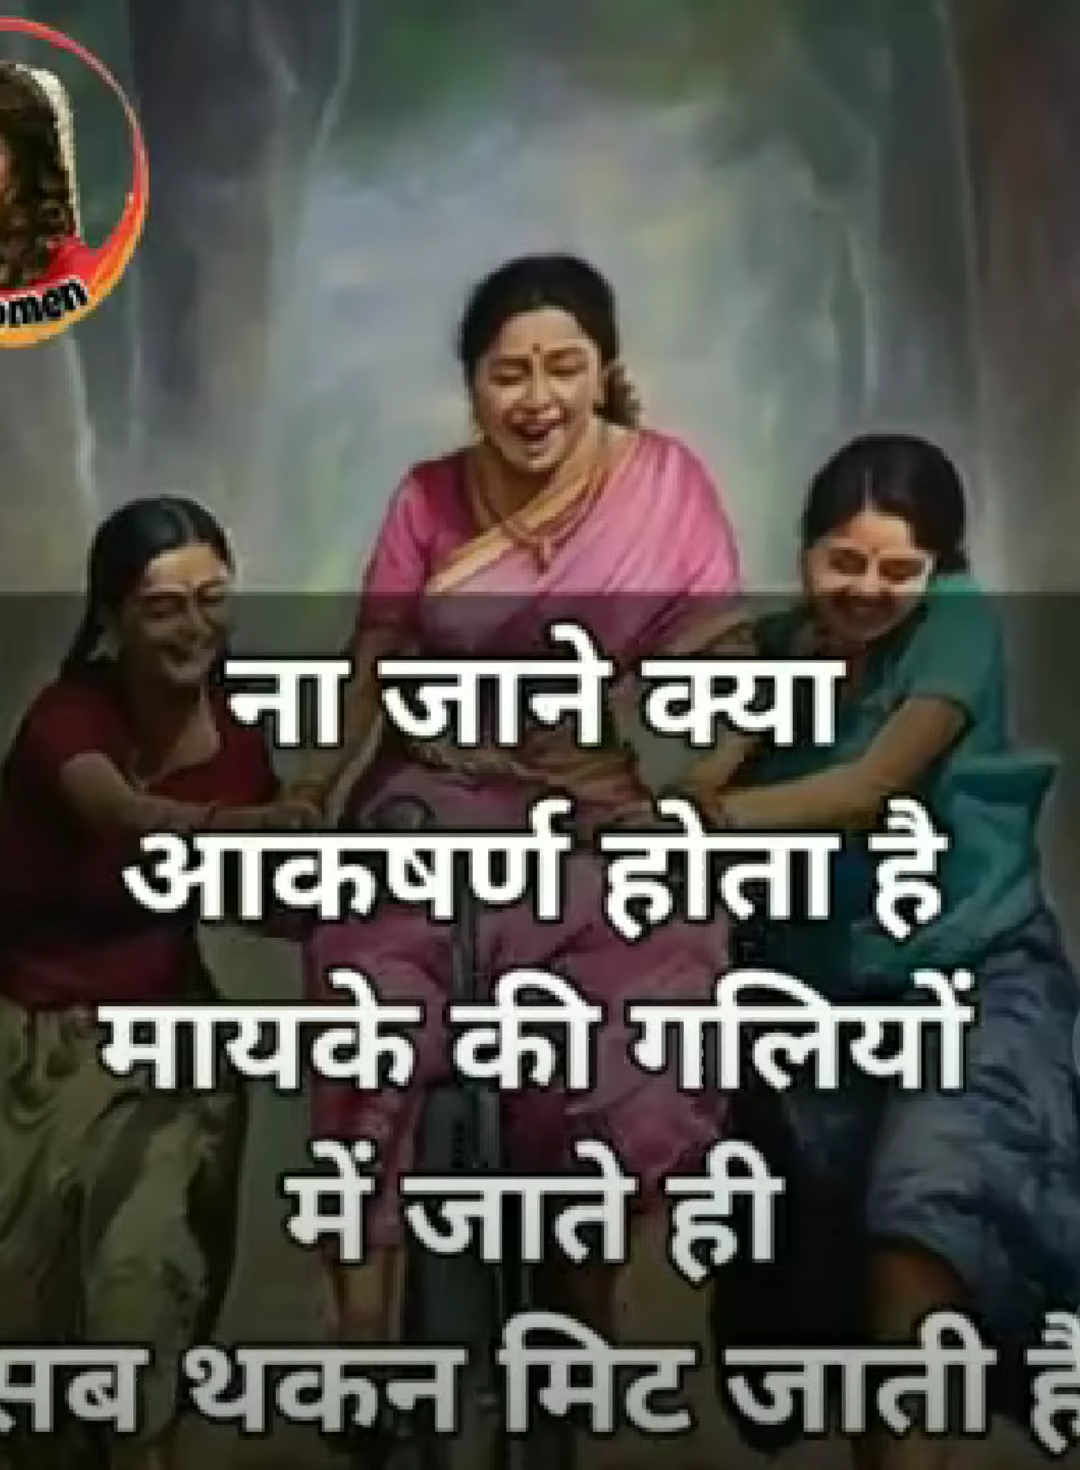 ना जाने क्या
आकषर्ण होता है
मायके की गलियों
में जाते ही
सब थकन मिट जाती है